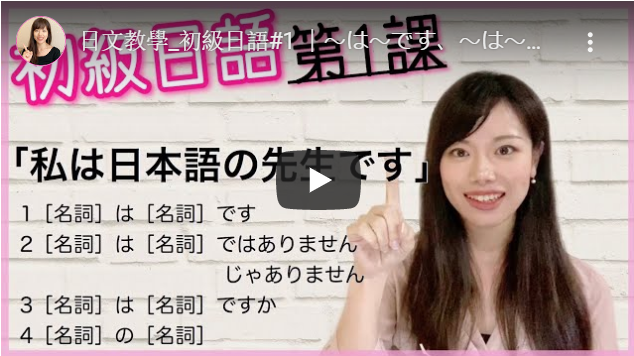 日文教學_初級日語#1 ｜〜は〜です、〜は〜...
初級日語 第1課
「私は日本語の先生です」
1［名詞］は［名詞］です
2［名詞］は［名詞］ではありません
じゃありません
3［名詞］は［名詞］ですか
4［名詞］の［名詞］